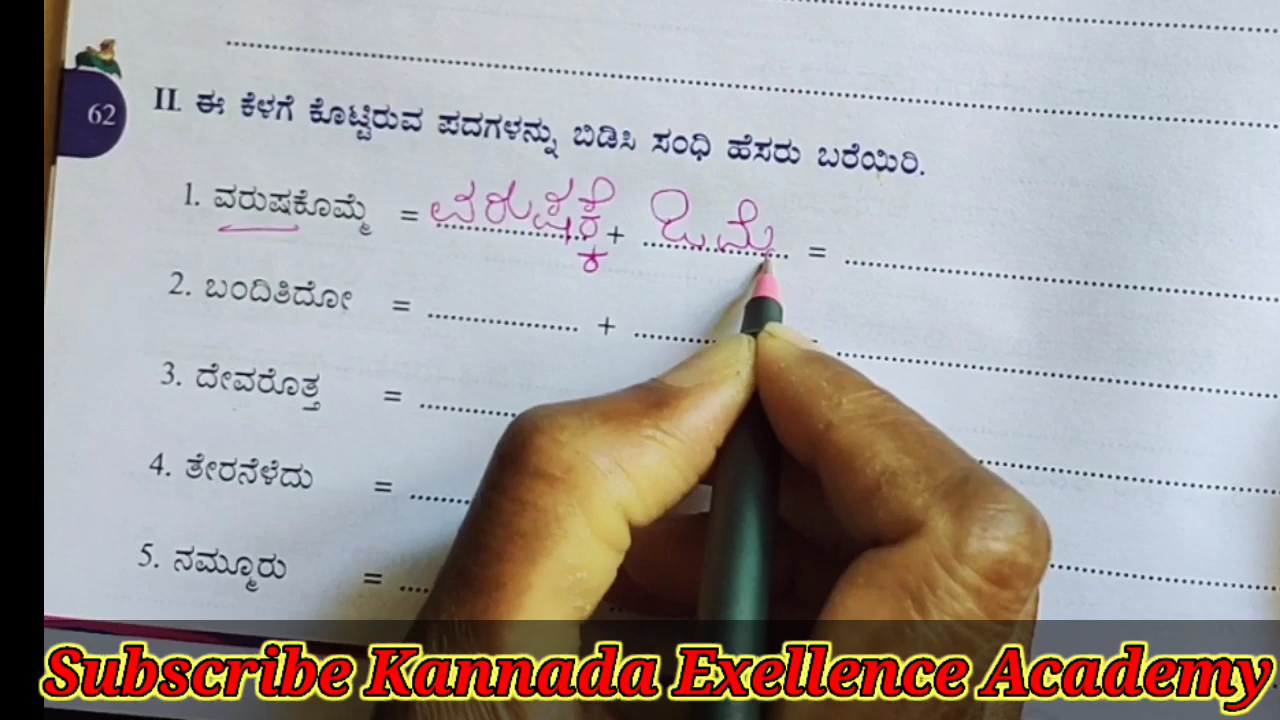 62
II. ಈ ಕೆಳಗೆ ಕೊಟ್ಟಿರುವ ಪದಗಳನ್ನು ಬಿಡಿಸಿ ಸಂಧಿ ಹೆಸರು ಬರೆಯಿರಿ.
1. ವರುಷಕೊಮ್ಮೆ = ವರುಷಕ್ಕೆ + ಒಮೆ =
2. ಬಂದಿತಿದೋ = +
3. ದೇವರೊತ್ತ =
4. ತೇರನೆಳೆದು =
5. ನಮ್ಮೂರು =
Subscribe Kannada Exellence Academy